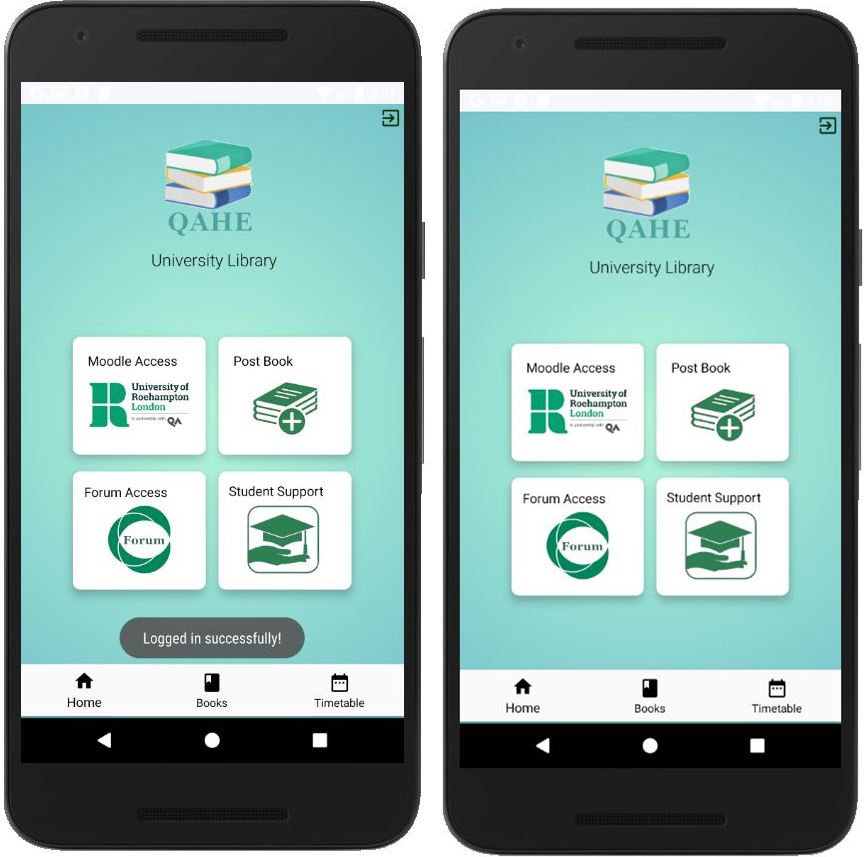 8:01
QAHE
University Library
Moodle Access
Post Book
University of
Roehampton
London
in partnership with QA
Forum Access
Student Support
Forum
Logged in successfully!
Home
Books
Timetable
QAHE
University Library
Moodle Access
Post Book
University of
Roehampton
London
in partnership with QA
Forum Access
Student Support
Forum
Home
Books
Timetable